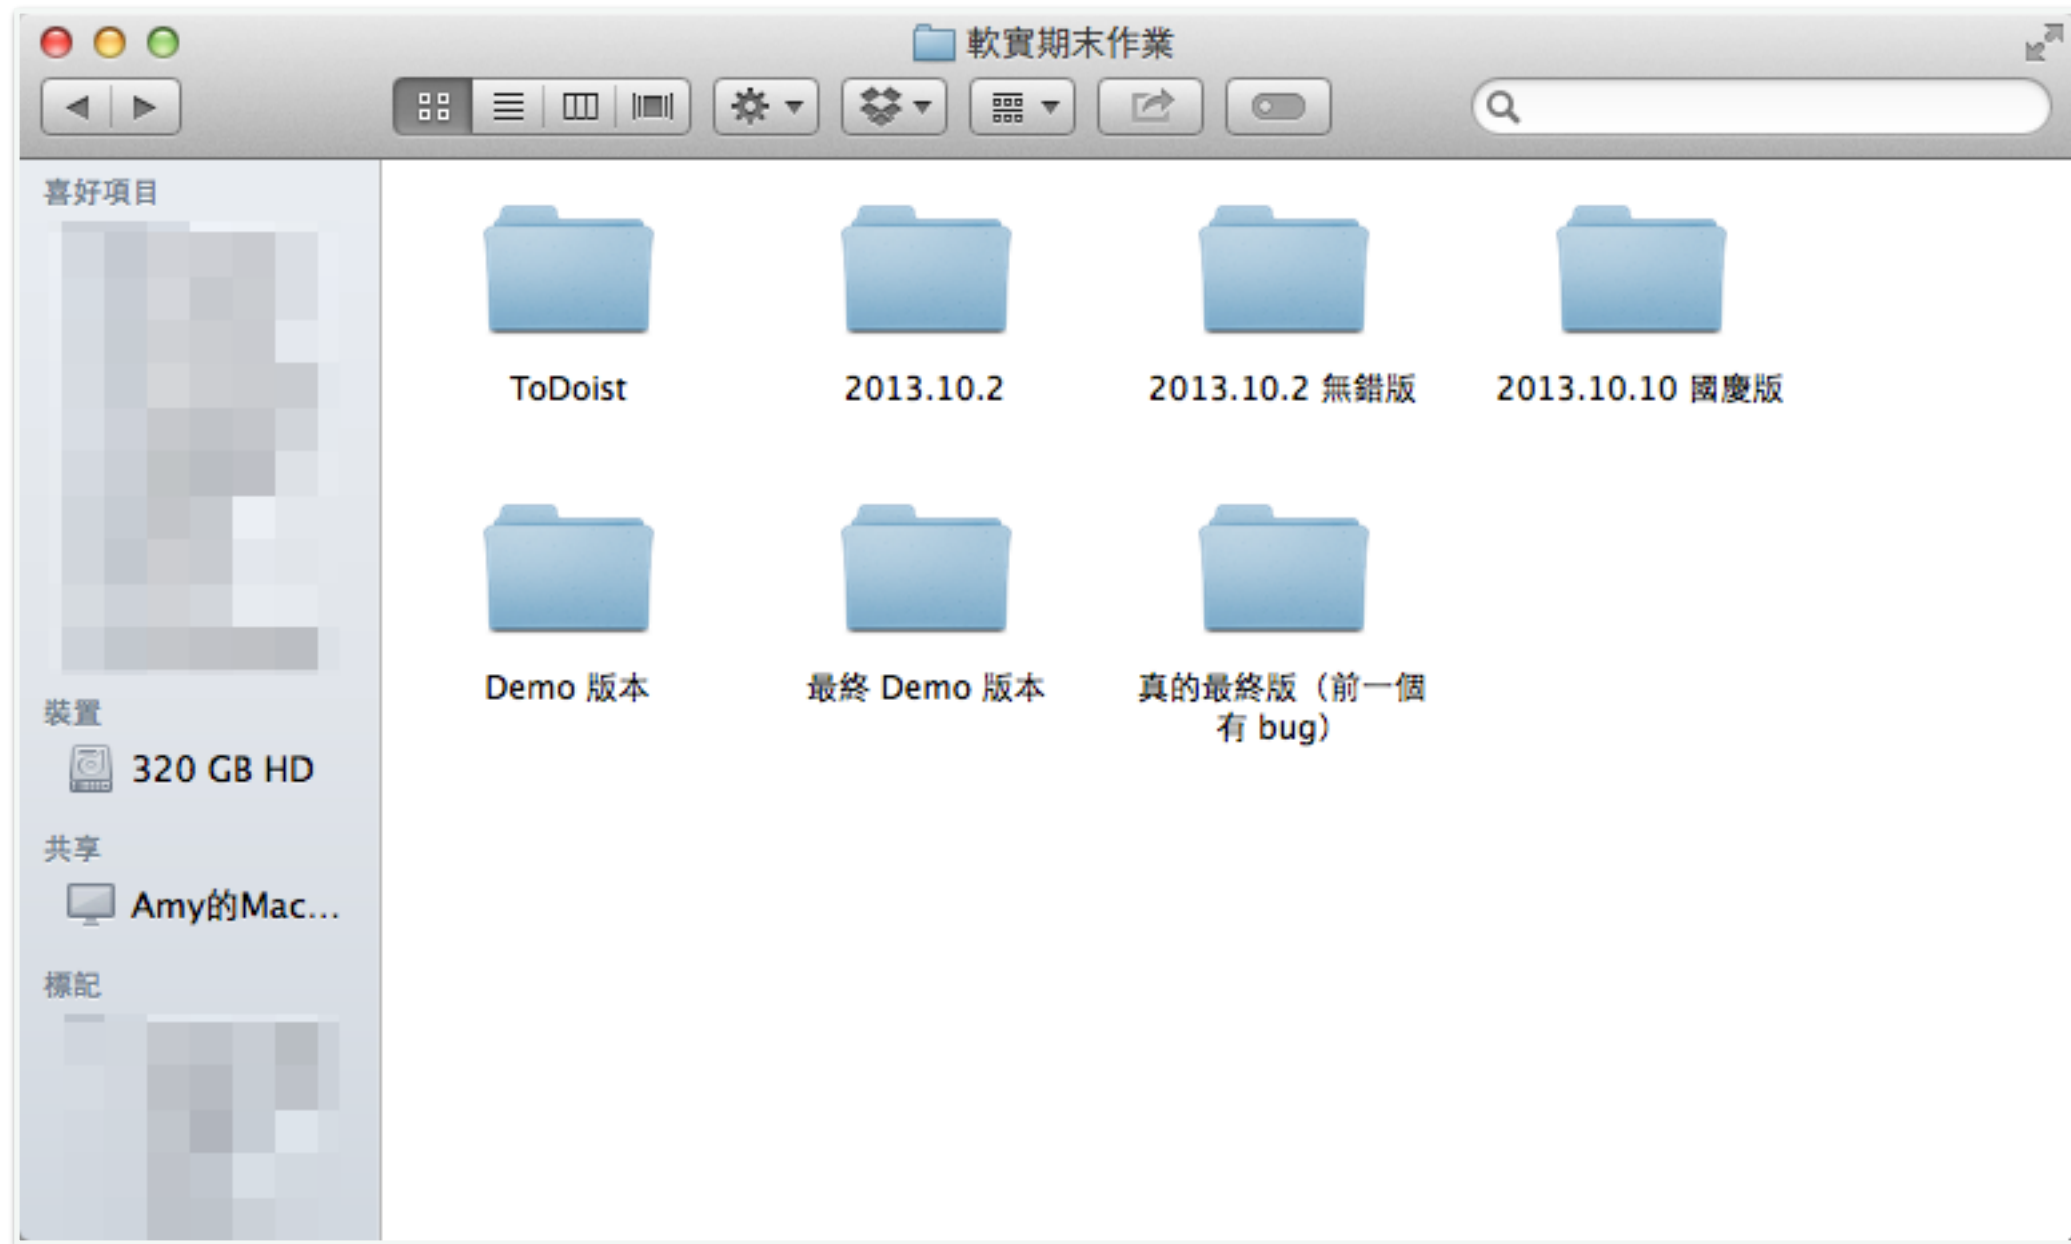 軟實期末作業
喜好項目
裝置
320 GB HD
共享
Amy的Mac...
標記
ToDoist
2013.10.2
2013.10.2 無錯版
2013.10.10 國慶版
Demo 版本
最終 Demo 版本
真的最終版（前一個
有 bug）